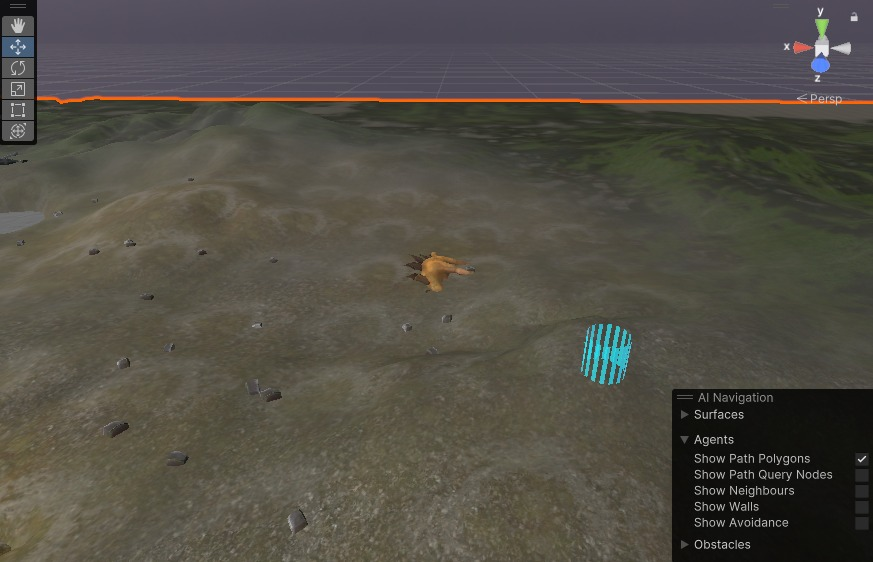 y
x
z
Persp
AI Navigation
Surfaces
Agents
Show Path Polygons
Show Path Query Nodes
Show Neighbours
Show Walls
Show Avoidance
Obstacles